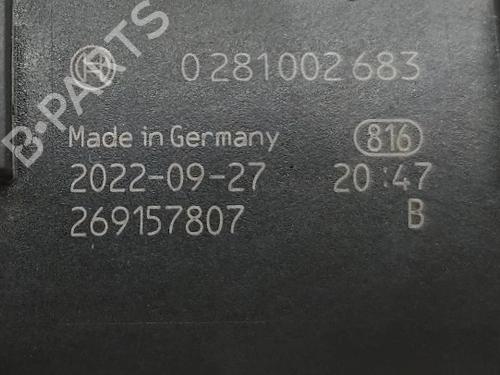 B-PARTS
0 281 002 683
Made in Germany 816
2022-09-27 20:47
269157807 B